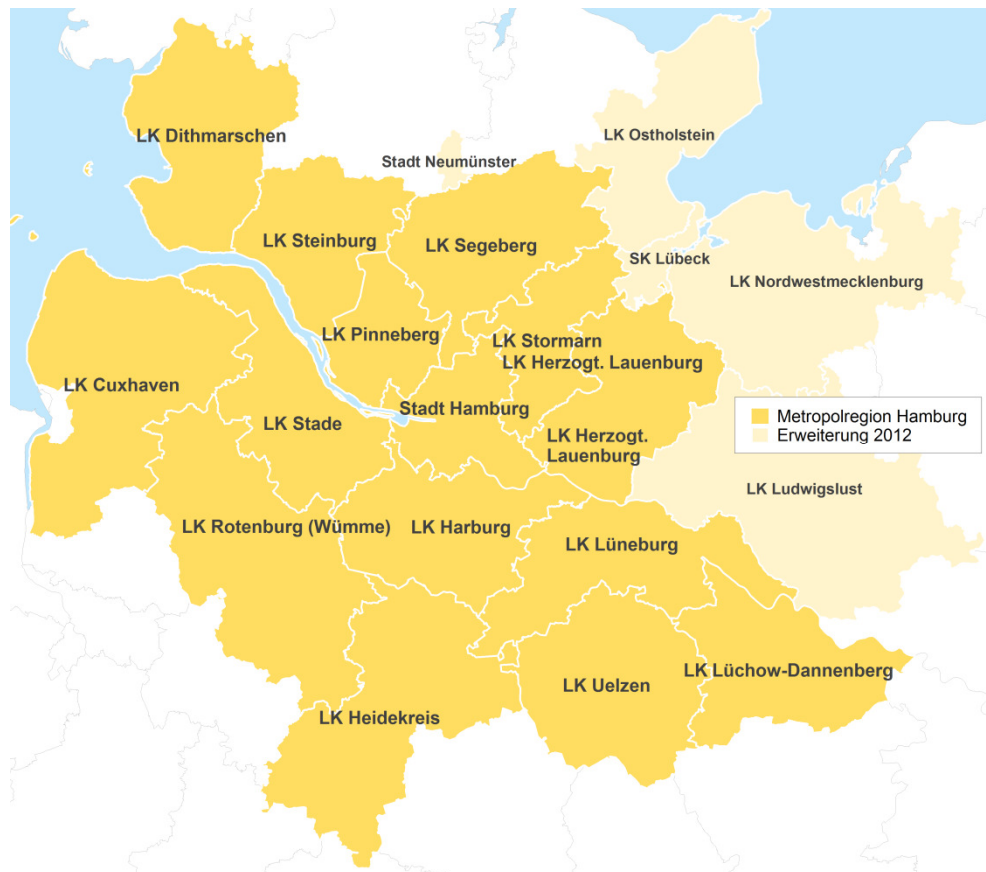 LK Dithmarschen
LK Ostholstein
Stadt Neumünster
LK Steinburg
LK Segeberg
SK Lübeck
LK Nordwestmecklenburg
LK Pinneberg
LK Stormarn
LK Herzogt. Lauenburg
LK Cuxhaven
Stadt Hamburg
LK Stade
Metropolregion Hamburg
Erweiterung 2012
LK Herzogt.
Lauenburg
LK Ludwigslust
LK Rotenburg (Wümme)
LK Harburg
LK Lüneburg
LK Lüchow-Dannenberg
LK Uelzen
LK Heidekreis